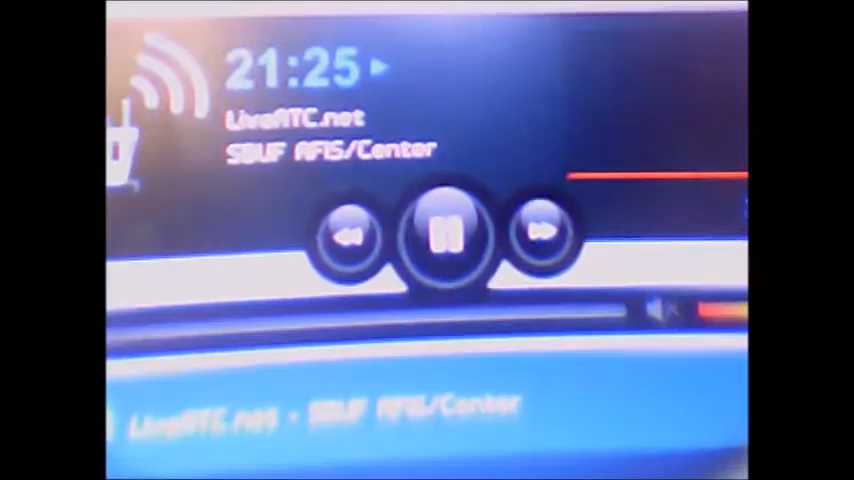 21:25
LiveATC.net
SBUF AFIS/Center
LiveATC.net - SBUF AFIS/Center